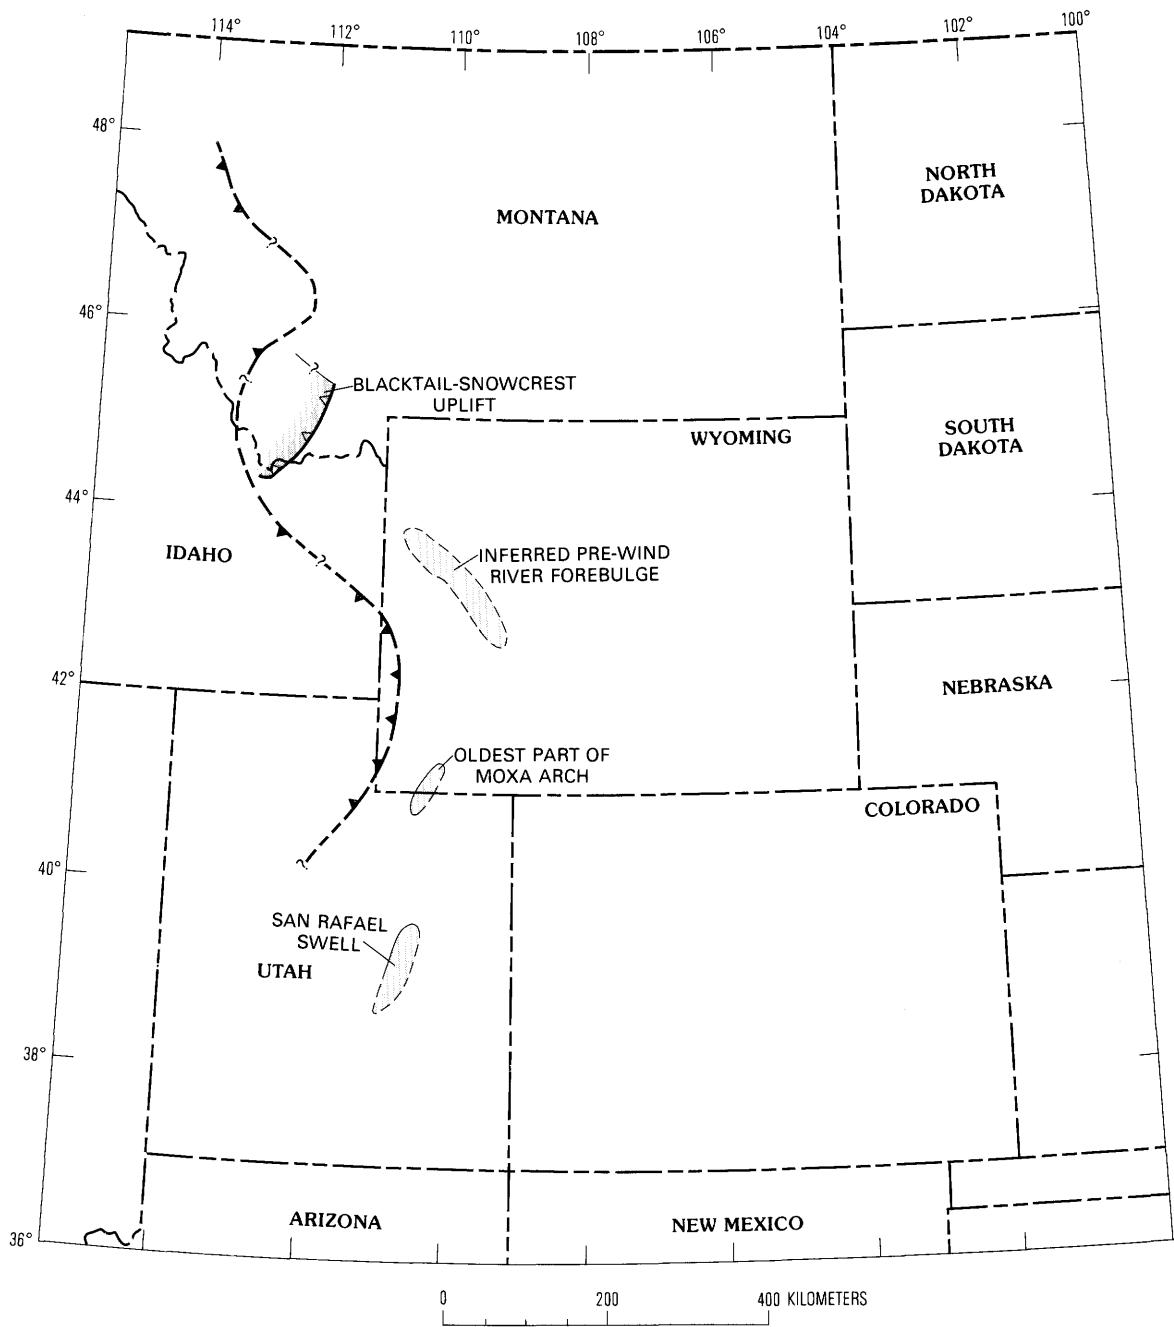 114° 112° 110° 108° 106° 104° 102° 100°
48°
NORTH
DAKOTA
MONTANA
?
46°
?
?
BLACKTAIL-SNOWCREST
UPLIFT
WYOMING
SOUTH
DAKOTA
44°
IDAHO
?
INFERRED PRE-WIND
RIVER FOREBULGE
42°
NEBRASKA
OLDEST PART OF
MOXA ARCH
COLORADO
?
40°
SAN RAFAEL
SWELL
UTAH
38°
ARIZONA
NEW MEXICO
36°
0 200 400 KILOMETERS